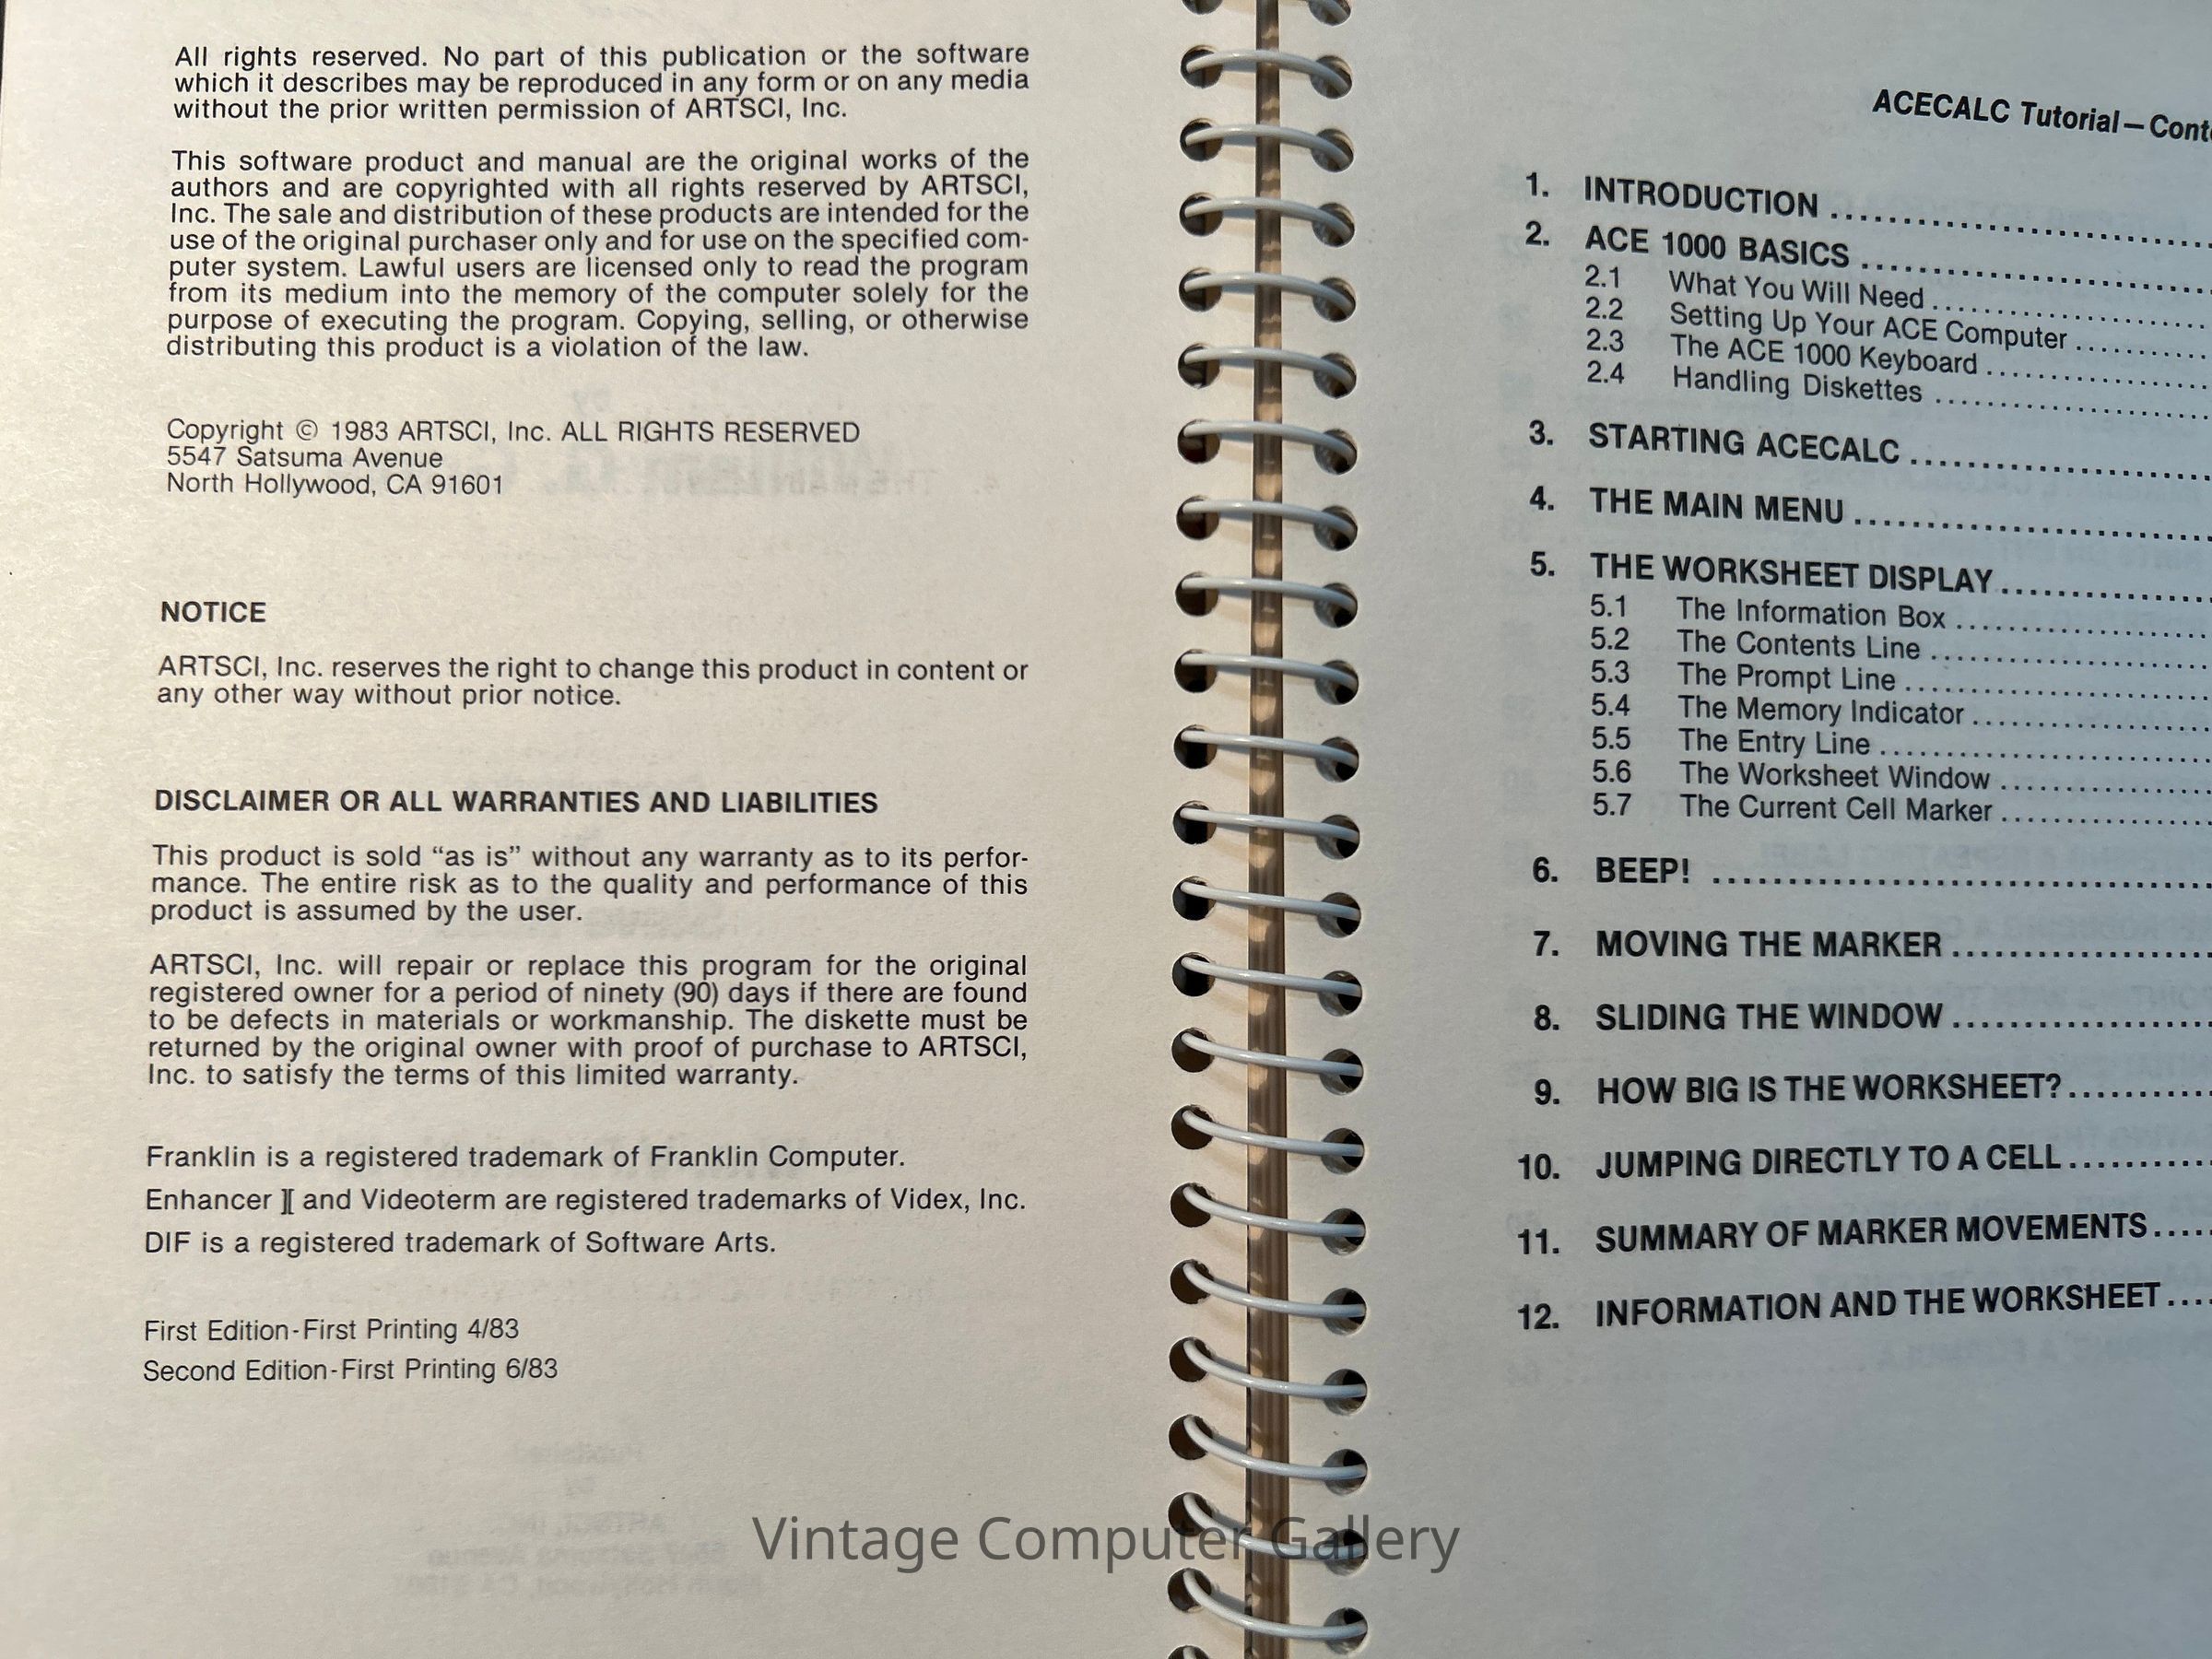 All rights reserved. No part of this publication or the software
which it describes may be reproduced in any form or on any media
without the prior written permission of ARTSCI, Inc.
This software product and manual are the original works of the
authors and are copyrighted with all rights reserved by ARTSCI,
Inc. The sale and distribution of these products are intended for the
use of the original purchaser only and for use on the specified com-
puter system. Lawful users are licensed only to read the program
from its medium into the memory of the computer solely for the
purpose of executing the program. Copying, selling, or otherwise
distributing this product is a violation of the law.
Copyright © 1983 ARTSCI, Inc. ALL RIGHTS RESERVED
5547 Satsuma Avenue
North Hollywood, CA 91601
NOTICE
ARTSCI, Inc. reserves the right to change this product in content or
any other way without prior notice.
DISCLAIMER OR ALL WARRANTIES AND LIABILITIES
This product is sold “as is” without any warranty as to its perfor-
mance. The entire risk as to the quality and performance of this
product is assumed by the user.
ARTSCI, Inc. will repair or replace this program for the original
registered owner for a period of ninety (90) days if there are found
to be defects in materials or workmanship. The diskette must be
returned by the original owner with proof of purchase to ARTSCI,
Inc. to satisfy the terms of this limited warranty.
Franklin is a registered trademark of Franklin Computer.
Enhancer ][ and Videoterm are registered trademarks of Videx, Inc.
DIF is a registered trademark of Software Arts.
First Edition-First Printing 4/83
Second Edition-First Printing 6/83
ACECALC Tutorial—
1. INTRODUCTION
2. ACE 1000 BASICS
2.1 What You Will Need
2.2 Setting Up Your ACE Computer
2.3 The ACE 1000 Keyboard
2.4 Handling Diskettes
3. STARTING ACECALC
4. THE MAIN MENU
5. THE WORKSHEET DISPLAY
5.1 The Information Box
5.2 The Contents Line
5.3 The Prompt Line
5.4 The Memory Indicator
5.5 The Entry Line
5.6 The Worksheet Window
5.7 The Current Cell Marker
6. BEEP!
7. MOVING THE MARKER
8. SLIDING THE WINDOW
9. HOW BIG IS THE WORKSHEET?
10. JUMPING DIRECTLY TO A CELL
11. SUMMARY OF MARKER MOVEMENTS
12. INFORMATION AND THE WORKSHEET
Vintage Computer Gallery